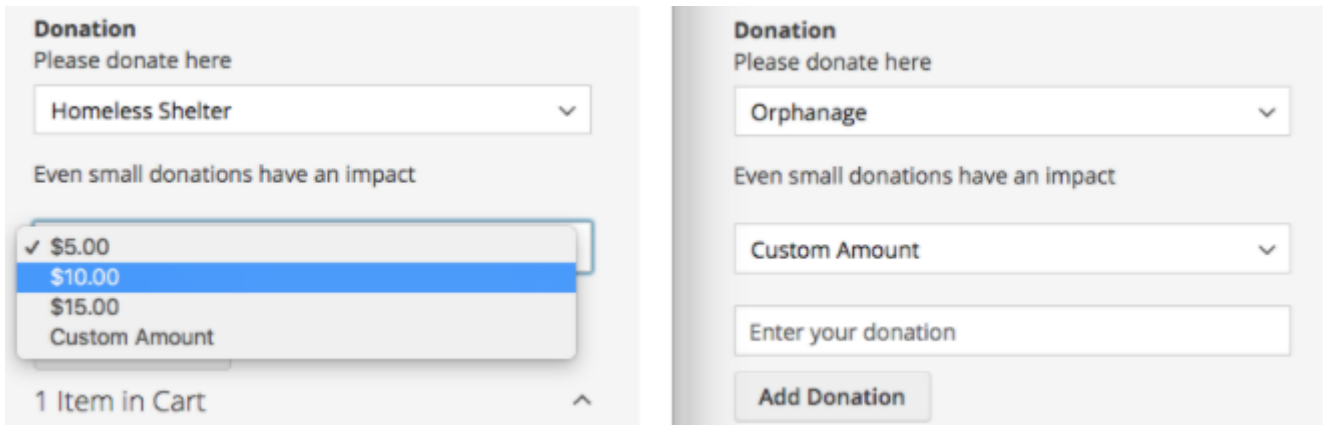 Donation
Please donate here
Homeless Shelter
Even small donations have an impact
✓ $5.00
$10.00
$15.00
Custom Amount
1 Item in Cart
Donation
Please donate here
Orphanage
Even small donations have an impact
Custom Amount
Enter your donation
Add Donation